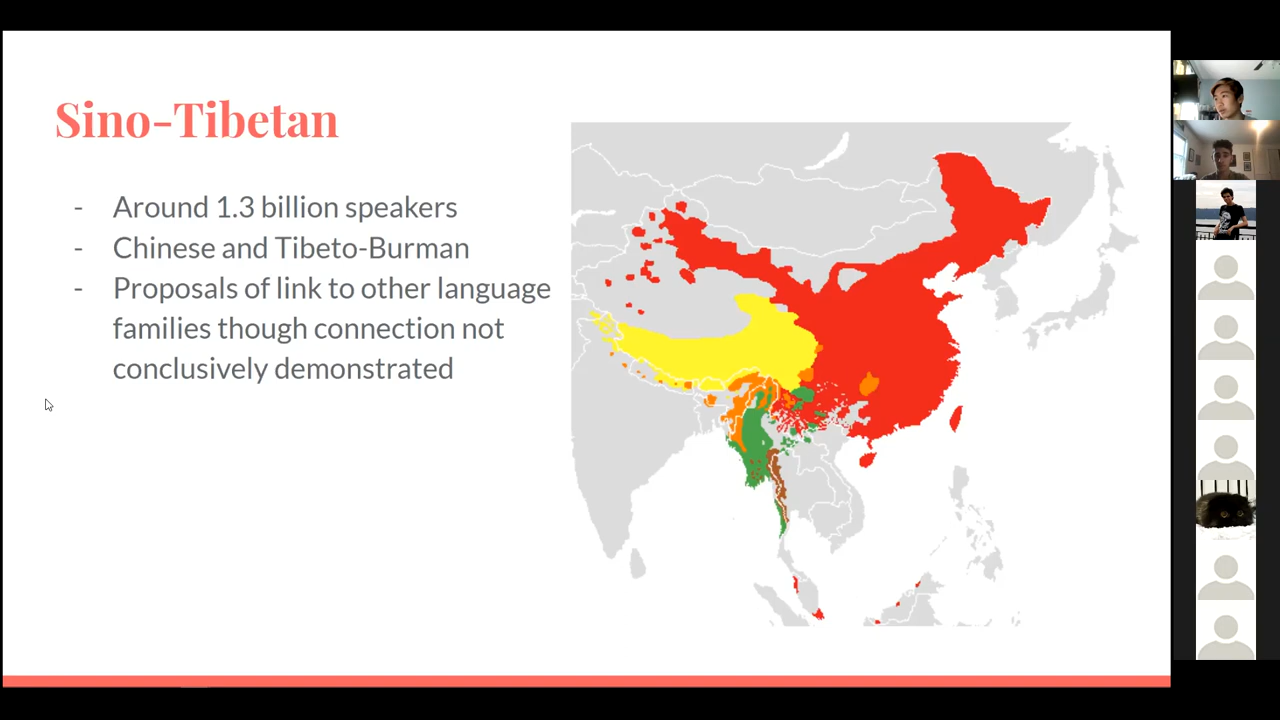 Sino-Tibetan
- Around 1.3 billion speakers
- Chinese and Tibeto-Burman
- Proposals of link to other language
families though connection not
conclusively demonstrated